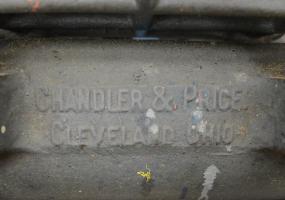 CHANDLER & PRICE.
CLEVELAND, OHIO.